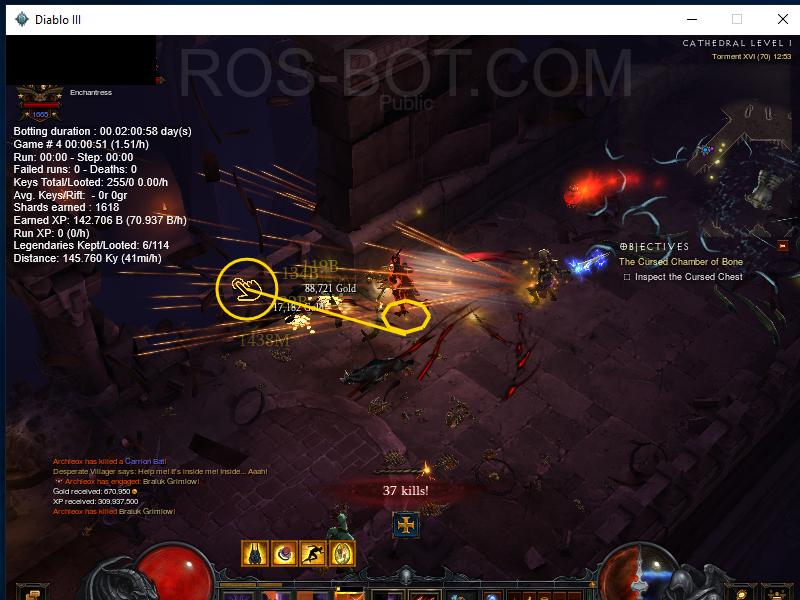 Diablo III
ROS-BOT.COM
Public
CATHEDRAL LEVEL 1
Torment XVI (70) 12:53
Enchantress
1665
Botting duration : 00.02:00:58 day(s)
Game # 4 00:00:51 (1.51/h)
Run: 00:00 - Step: 00:00
Failed runs: 0 - Deaths: 0
Keys Total/Looted: 255/0 0.00/h
Avg. Keys/Rift: - 0r 0gr
Shards earned : 1618
Earned XP: 142.706 B (70.937 B/h)
Run XP: 0 (0/h)
Legendaries Kept/Looted: 6/114
Distance: 145.760 Ky (41mi/h)
OBJECTIVES
The Cursed Chamber of Bone
Inspect the Cursed Chest
119B
134B
88,721 Gold
17,182 Gold
1438M
Archleox has killed a Carrion Bat!
Desperate Villager says: Help me! It's inside me! inside... Aaah!
Archleox has engaged: Braluk Grimlow!
Gold received: 670,950
XP received: 309,937,500
Archleox has killed Braluk Grimlow!
37 kills!